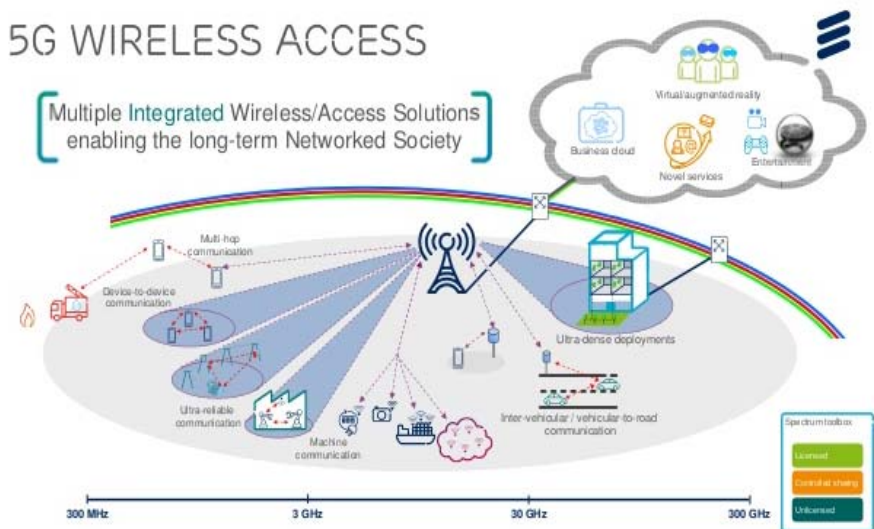 5G WIRELESS ACCESS
Multiple Integrated Wireless/Access Solutions
enabling the long-term Networked Society
Virtual/augmented reality
Business cloud
Novel services
Entertainment
Multi-hop
communication
Device-to-device
communication
Ultra-reliable
communication
Machine
communication
Ultra-dense deployments
Inter-vehicular / vehicular-to-road
communication
Spectrum toolbox
Licensed
Controlled sharing
Unlicensed
300 MHz
3 GHz
30 GHz
300 GHz